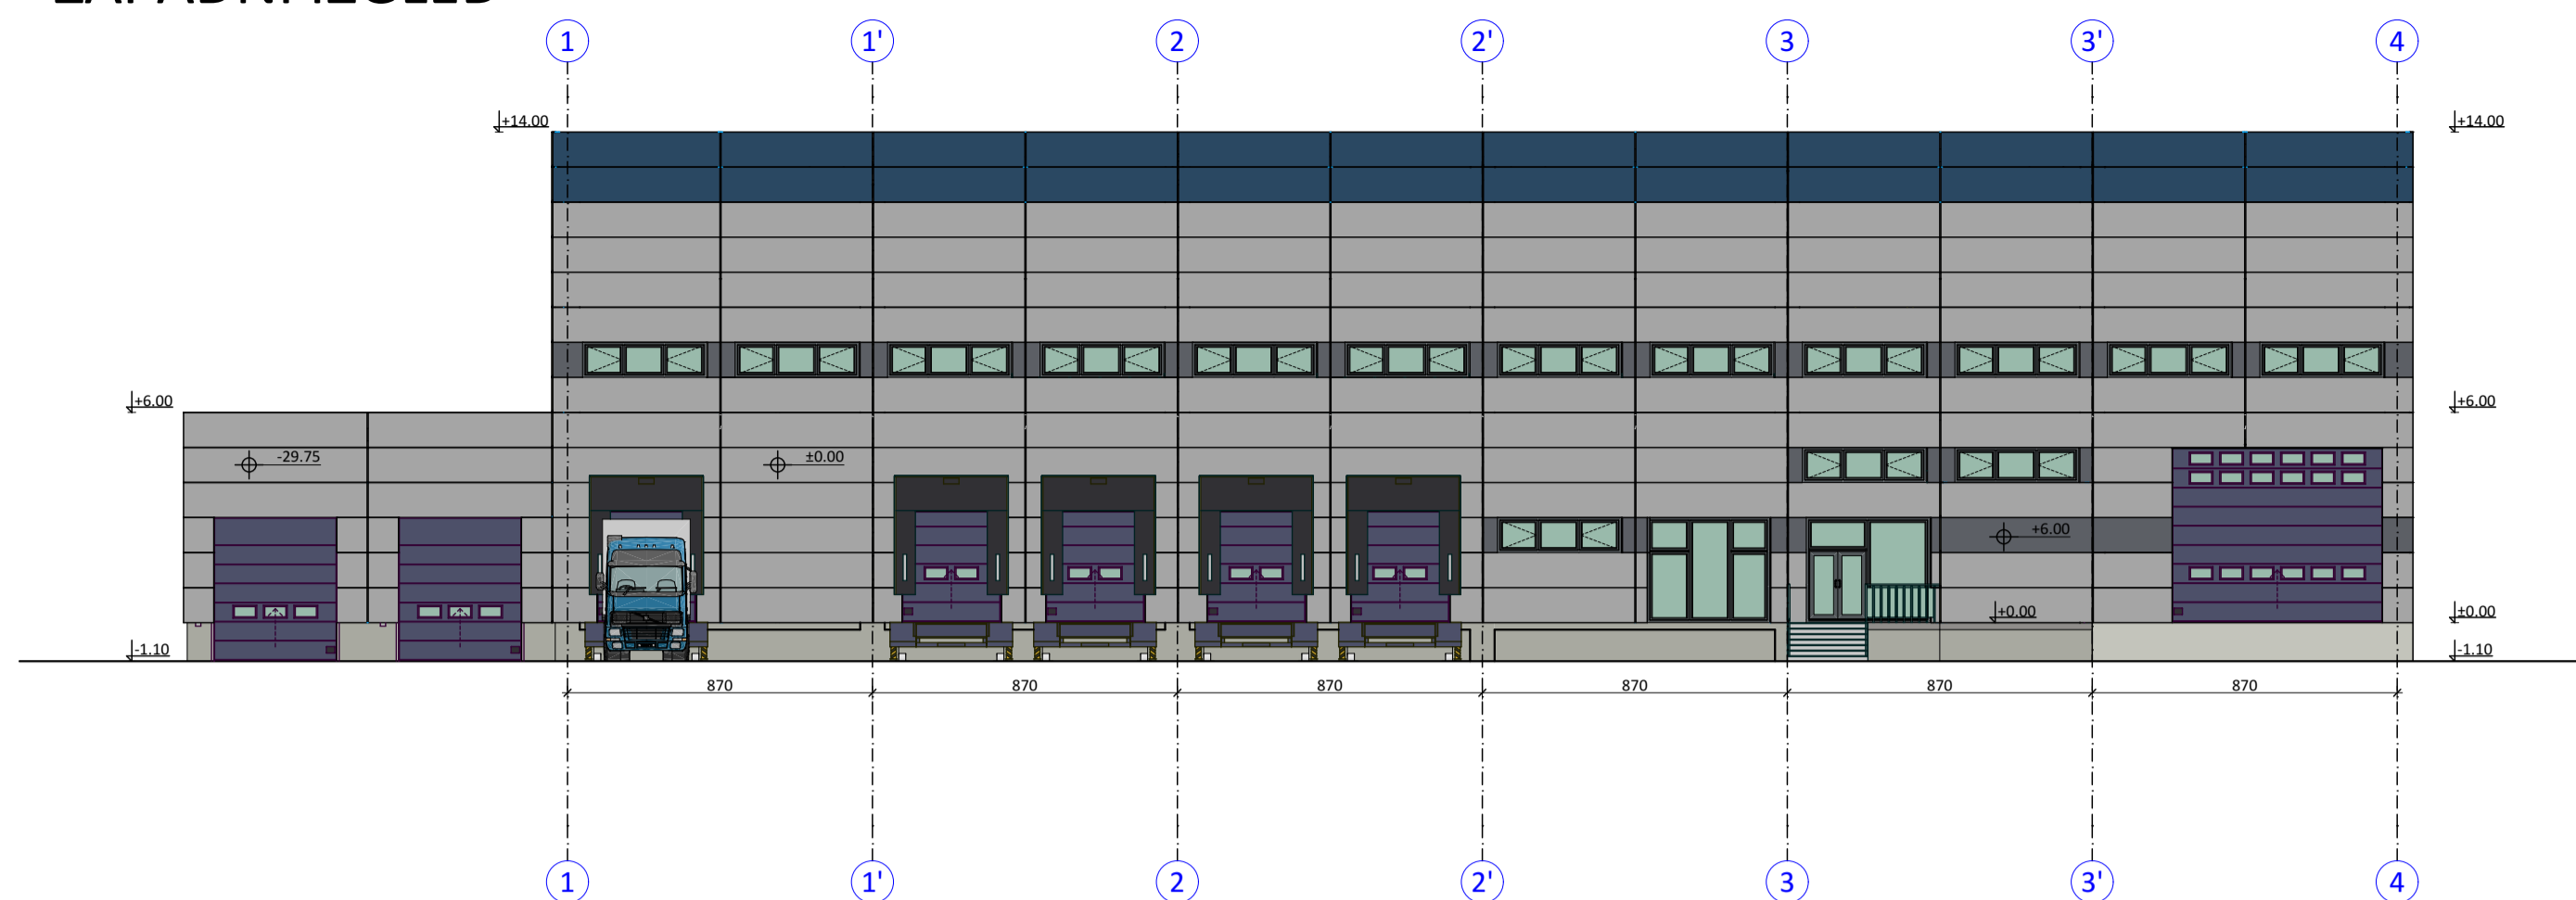 1 1' 2 2' 3 3' 4
+14.00 +14.00
+6.00 +6.00
-29.75 ±0.00
+6.00
+0.00 ±0.00
-1.10 -1.10
870 870 870 870 870 870
1 1' 2 2' 3 3' 4